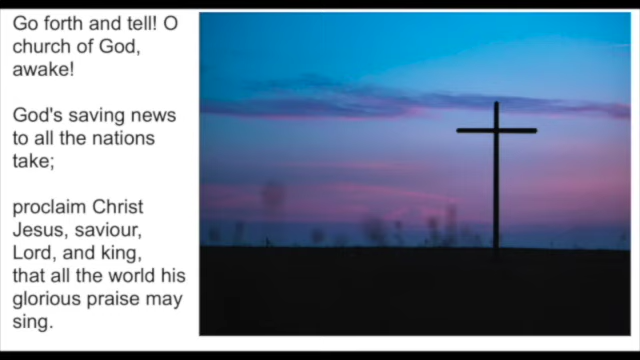 Go forth and tell! O
church of God,
awake!
God's saving news
to all the nations
take;
proclaim Christ
Jesus, saviour,
Lord, and king,
that all the world his
glorious praise may
sing.